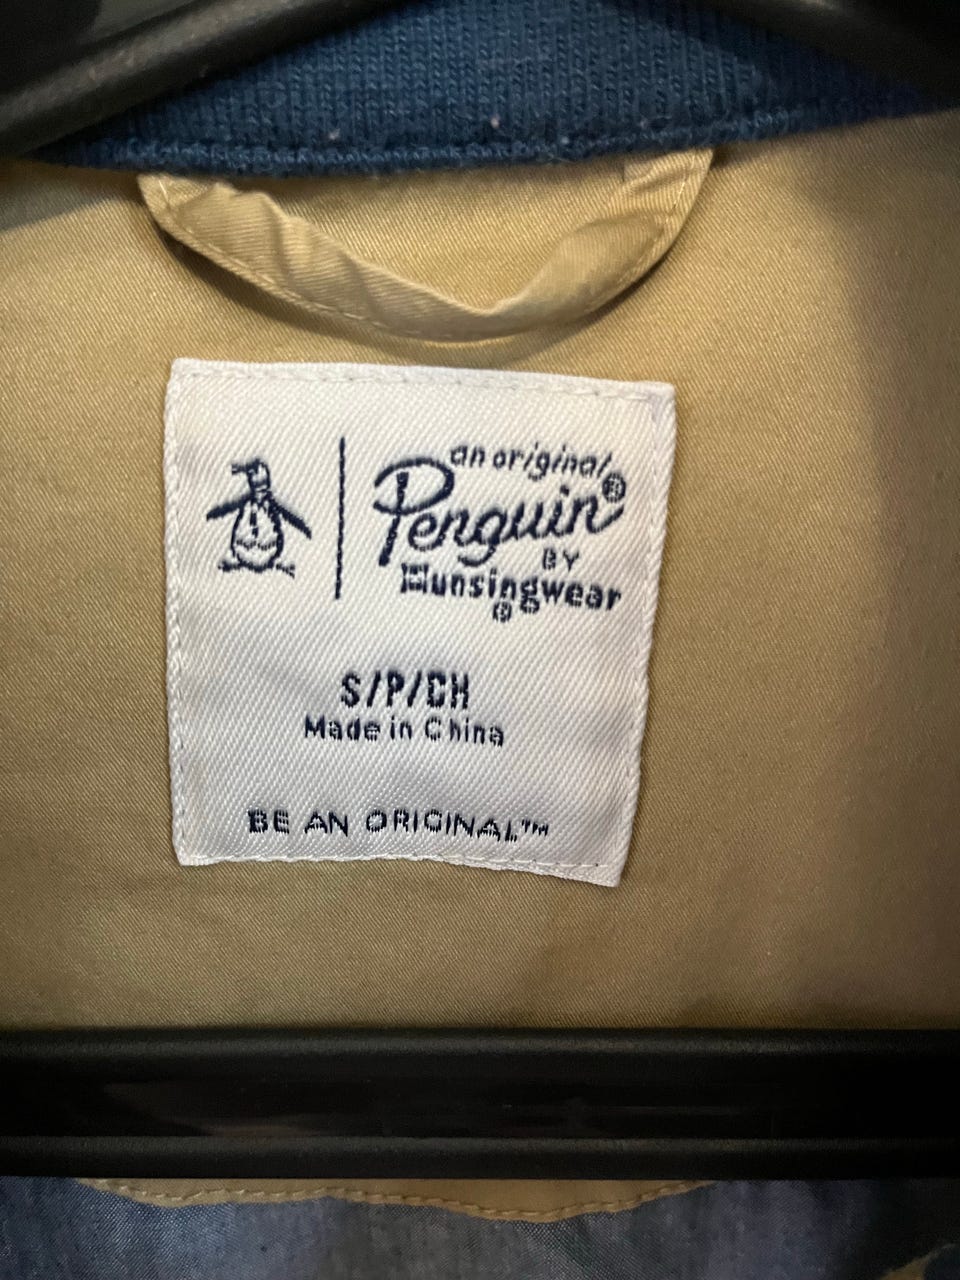 an original
Penguin®
BY
Munsingwear®
S/P/CH
Made in China
BE AN ORIGINAL™